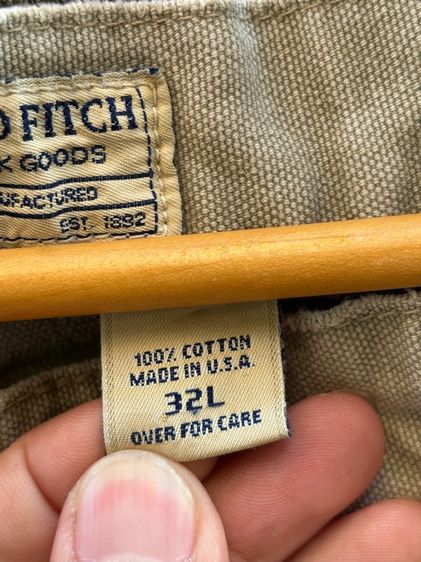 O FITCH
K GOODS
UFACTURED
EST. 1892
100% COTTON
MADE IN U.S.A.
32L
OVER FOR CARE